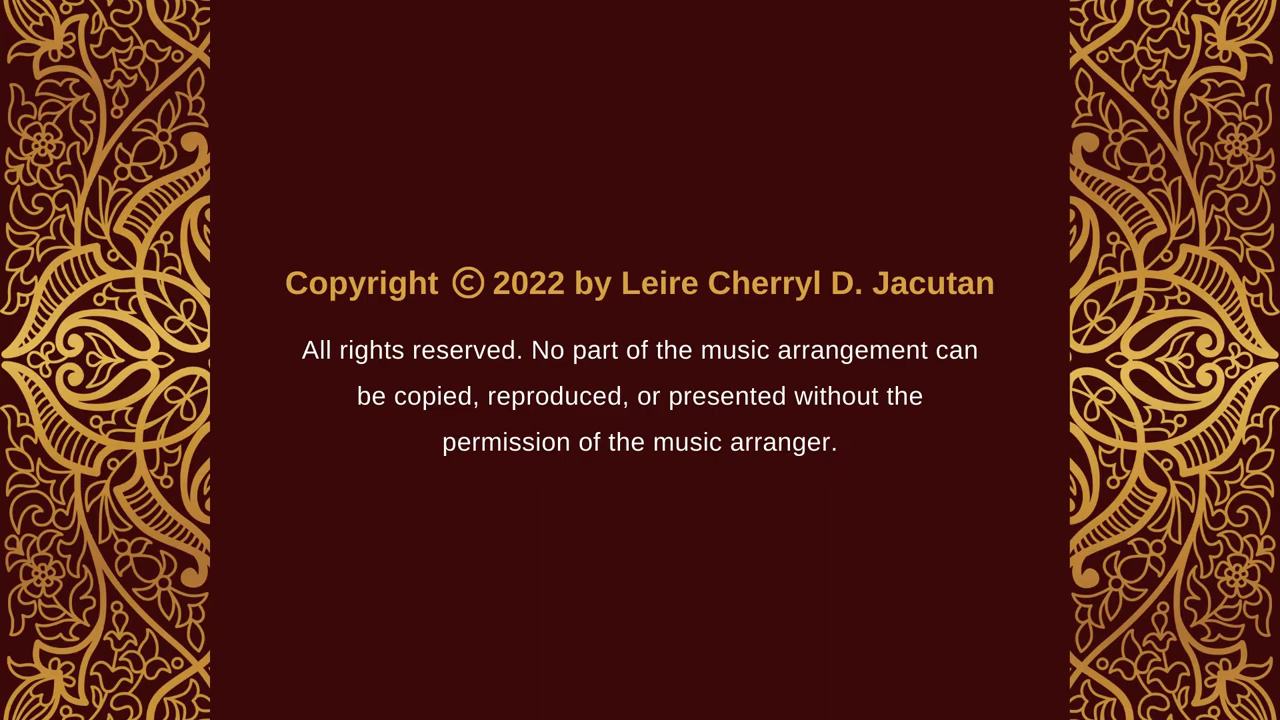 Copyright © 2022 by Leire Cherryl D. Jacutan
All rights reserved. No part of the music arrangement can
be copied, reproduced, or presented without the
permission of the music arranger.